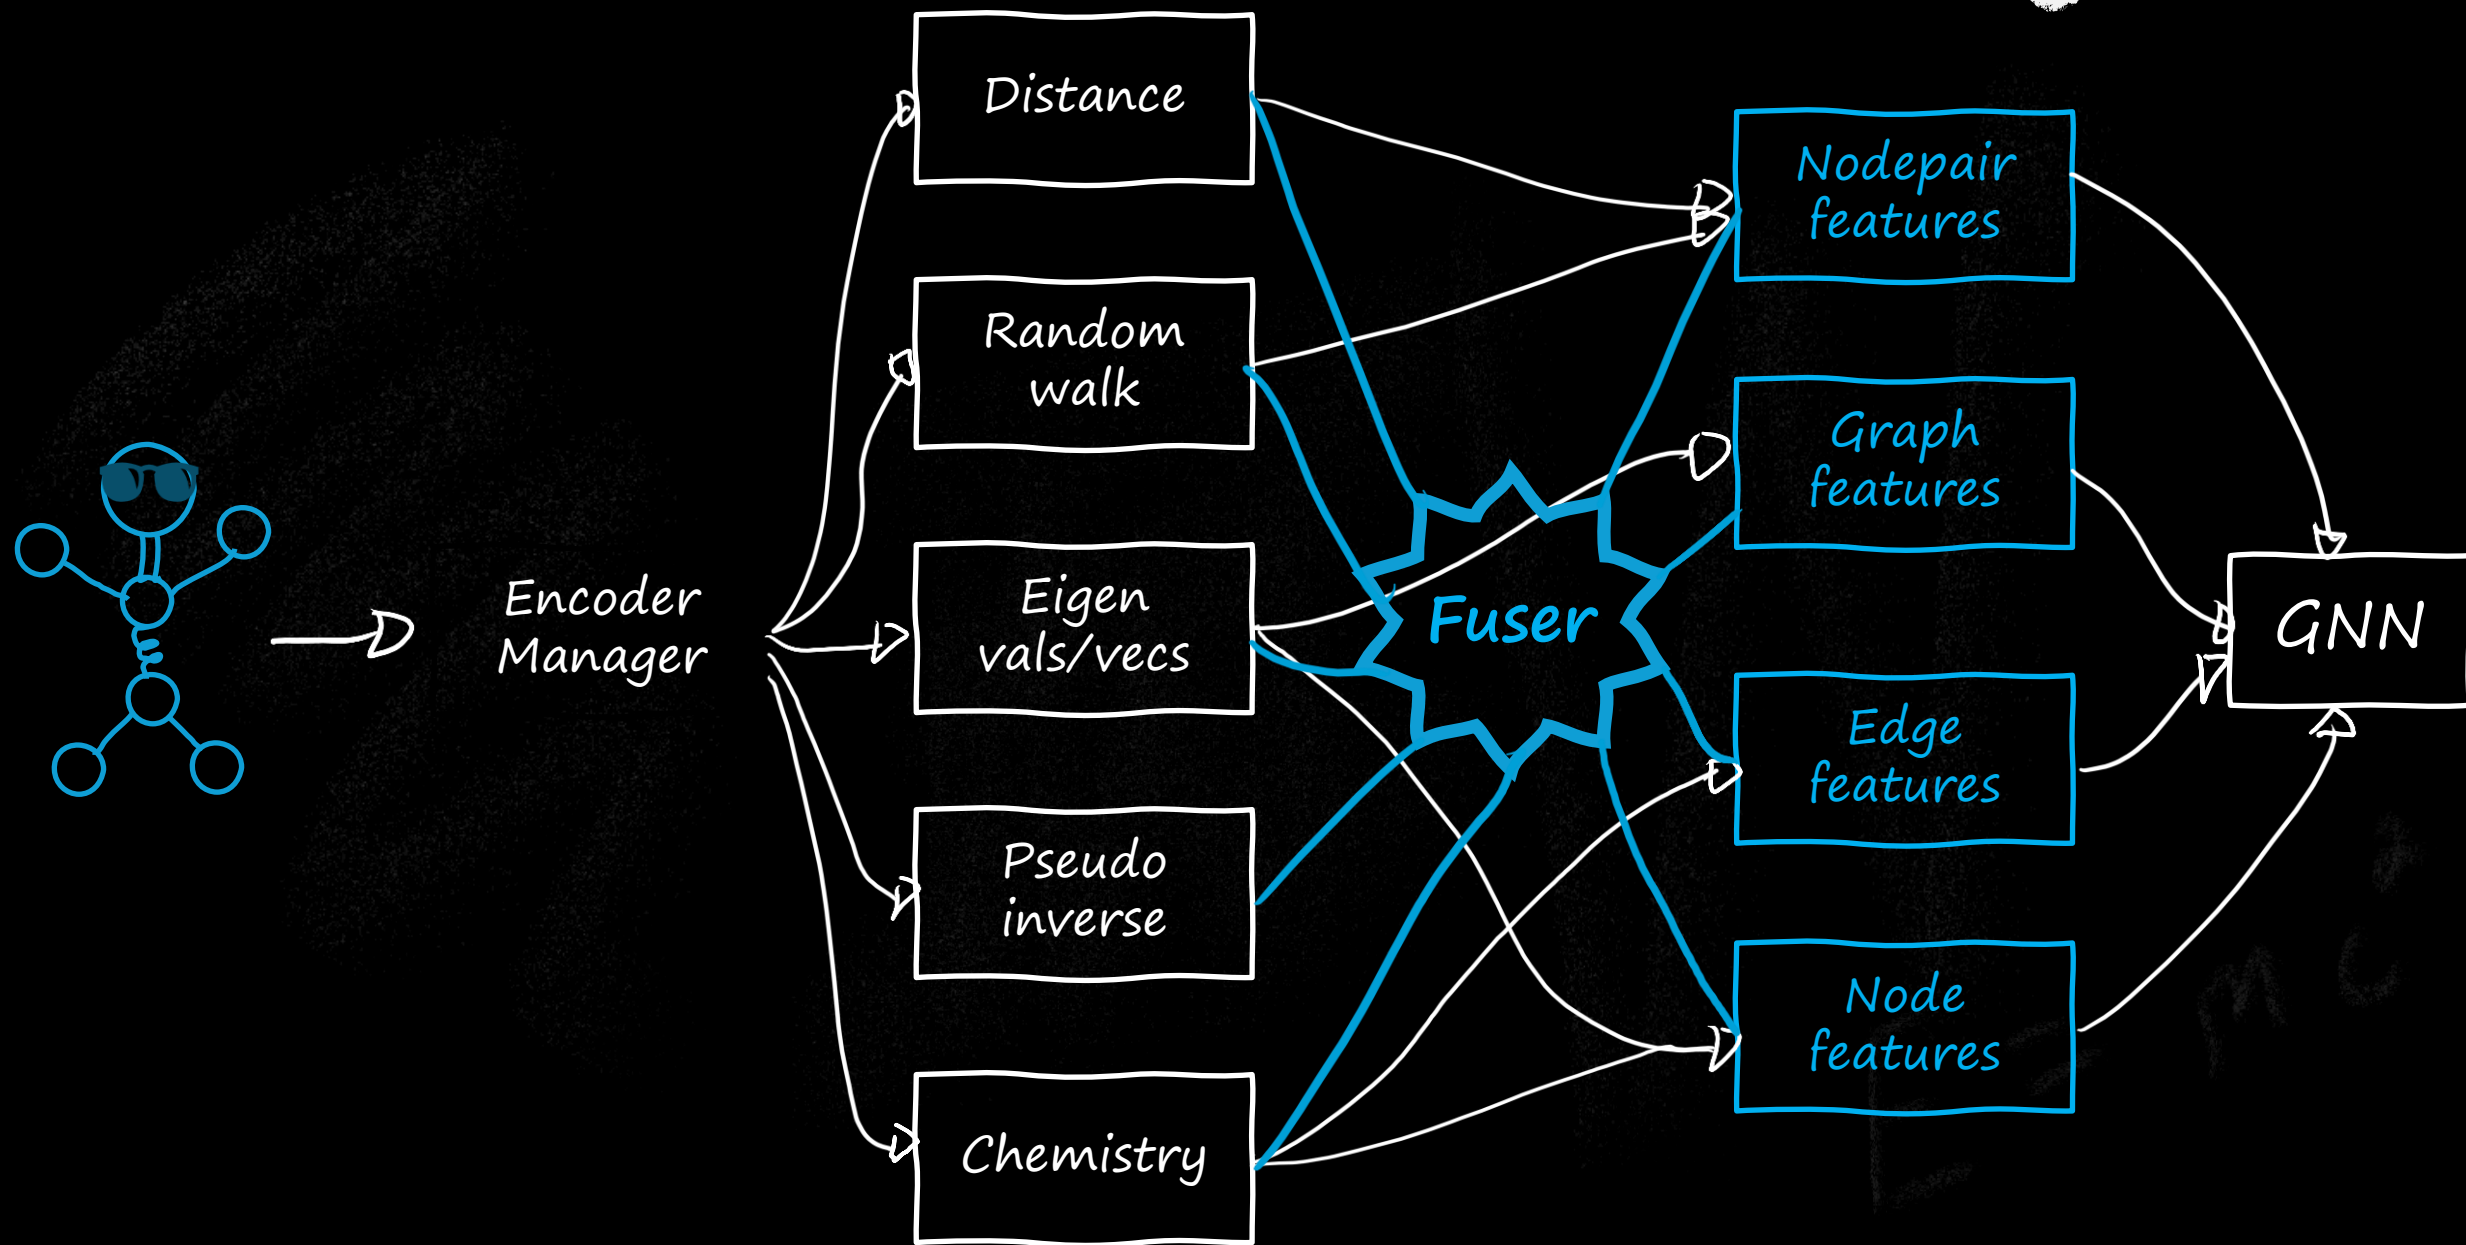 Distance
Random
walk
Eigen
vals/vecs
Pseudo
inverse
Chemistry
Encoder
Manager
Fuser
Nodepair
features
Graph
features
Edge
features
Node
features
GNN
E = mc²